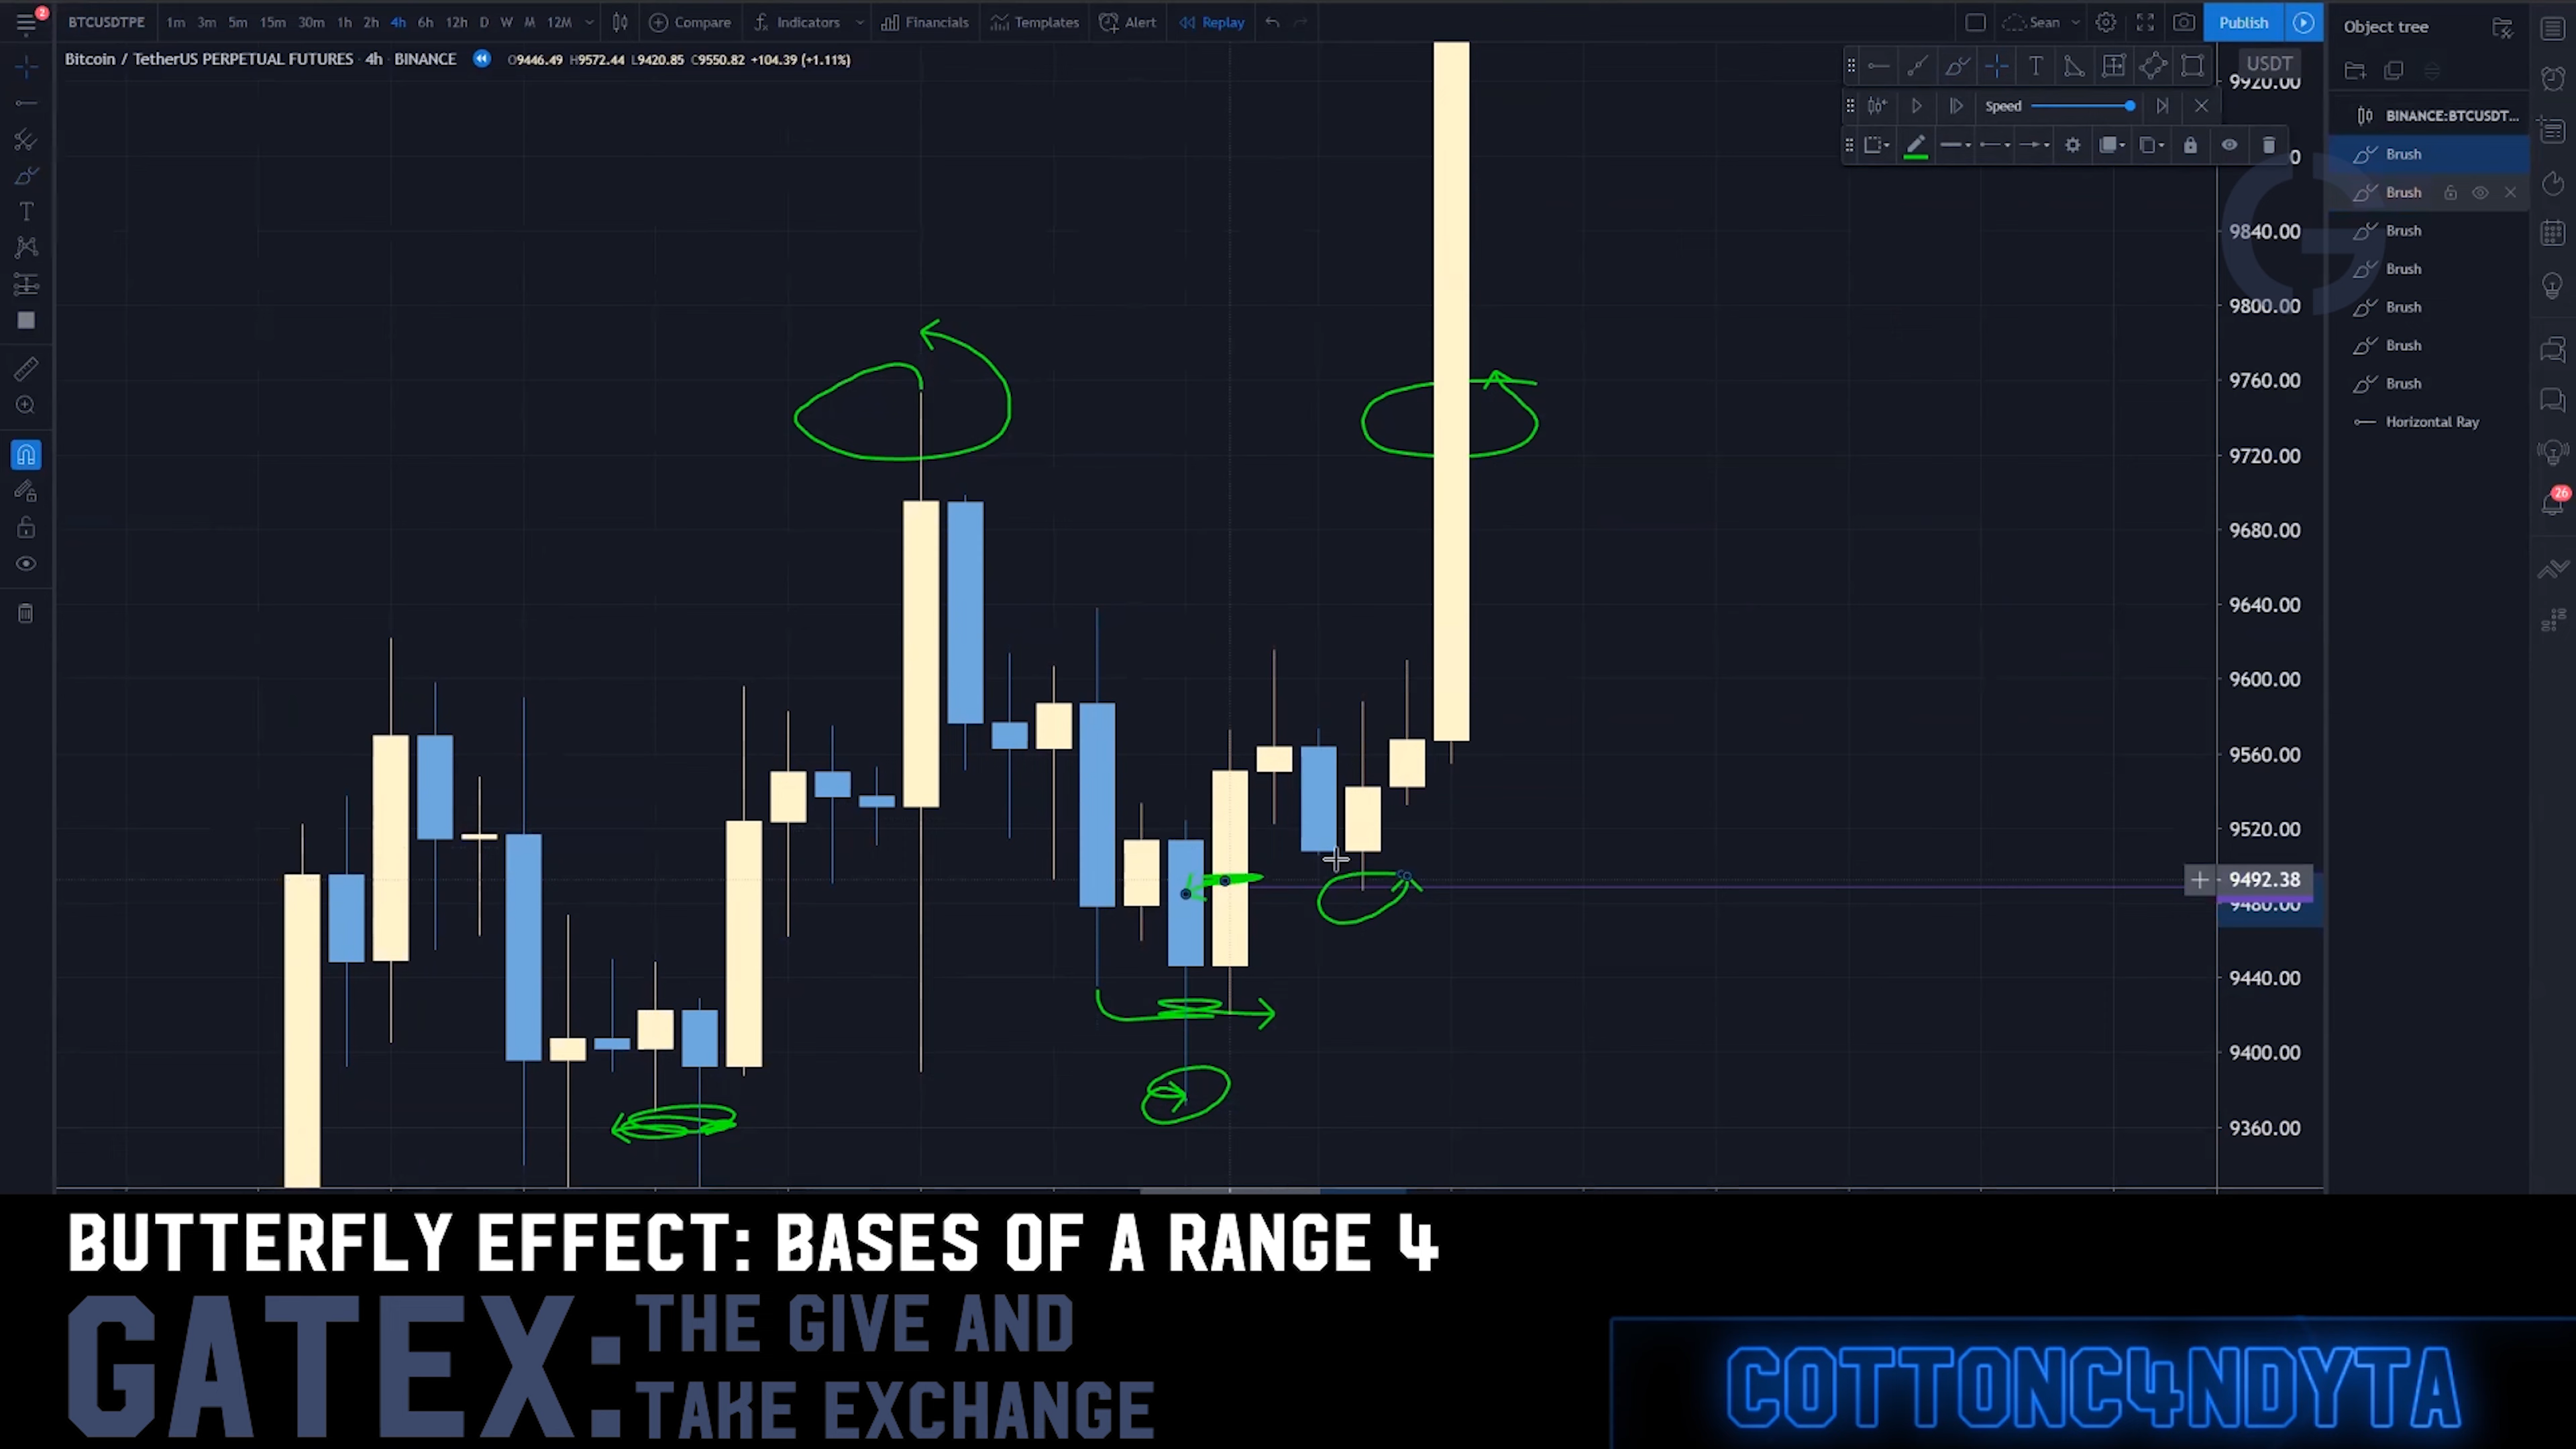 2
BTCUSDTPE 1m 3m 5m 15m 30m 1h 2h 4h 6h 12h D W M 12M Compare Indicators Financials Templates Alert Replay Sean Publish Object tree
Bitcoin / TetherUS PERPETUAL FUTURES · 4h · BINANCE O9446.49 H9572.44 L9420.85 C9550.82 +104.39 (+1.11%)
USDT
9920.00
Speed
BINANCE:BTCUSDT...
Brush
Brush
Brush
Brush
Brush
Brush
Brush
Horizontal Ray
26
0
9840.00
9800.00
9760.00
9720.00
9680.00
9640.00
9600.00
9560.00
9520.00
9492.38
9480.00
9440.00
9400.00
9360.00
BUTTERFLY EFFECT: BASES OF A RANGE 4
GATEX: THE GIVE AND
TAKE EXCHANGE
COTTONC4NDYTA